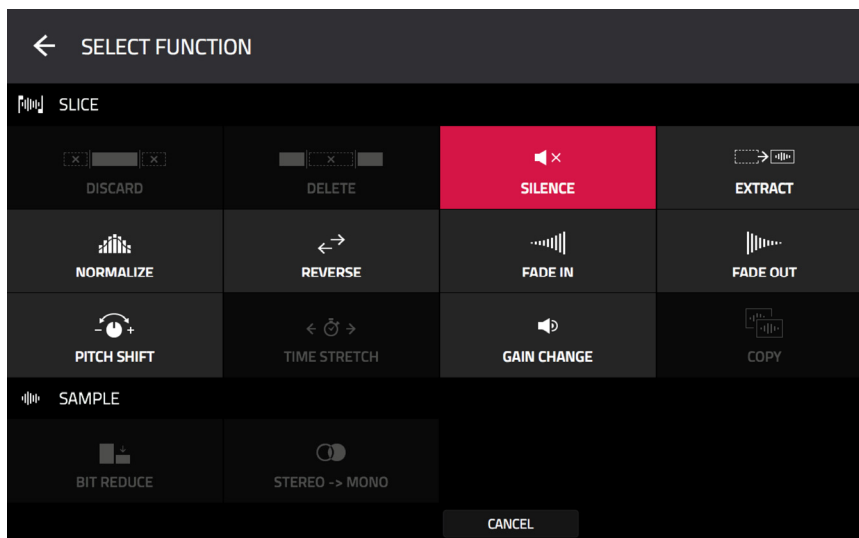 SELECT FUNCTION
SLICE
DISCARD DELETE SILENCE EXTRACT
NORMALIZE REVERSE FADE IN FADE OUT
PITCH SHIFT TIME STRETCH GAIN CHANGE COPY
SAMPLE
BIT REDUCE STEREO -> MONO
CANCEL